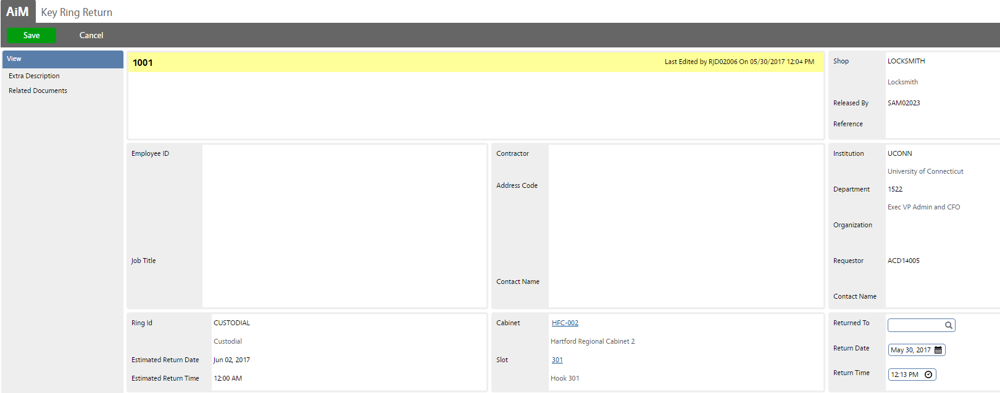 AiM Key Ring Return
Save Cancel
View
Extra Description
Related Documents
1001 Last Edited by RJD02006 On 05/30/2017 12:04 PM
Shop LOCKSMITH
Locksmith
Released By SAM02023
Reference
Employee ID
Job Title
Contractor
Address Code
Contact Name
Institution UCONN
University of Connecticut
Department 1522
Exec VP Admin and CFO
Organization
Requestor ACD14005
Contact Name
Ring Id CUSTODIAL
Custodial
Estimated Return Date Jun 02, 2017
Estimated Return Time 12:00 AM
Cabinet HFC-002
Hartford Regional Cabinet 2
Slot 301
Hook 301
Returned To
Return Date May 30, 2017
Return Time 12:13 PM